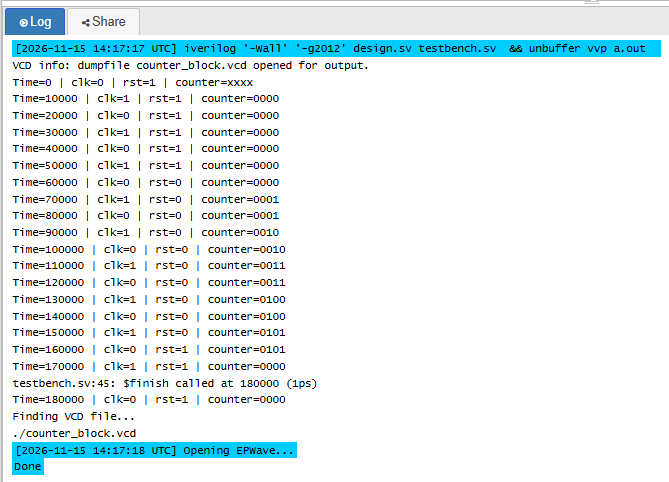 Log Share
[2026-11-15 14:17:17 UTC] iverilog '-Wall' '-g2012' design.sv testbench.sv && unbuffer vvp a.out
VCD info: dumpfile counter_block.vcd opened for output.
Time=0 | clk=0 | rst=1 | counter=xxxx
Time=10000 | clk=1 | rst=1 | counter=0000
Time=20000 | clk=0 | rst=1 | counter=0000
Time=30000 | clk=1 | rst=1 | counter=0000
Time=40000 | clk=0 | rst=1 | counter=0000
Time=50000 | clk=1 | rst=1 | counter=0000
Time=60000 | clk=0 | rst=0 | counter=0000
Time=70000 | clk=1 | rst=0 | counter=0001
Time=80000 | clk=0 | rst=0 | counter=0001
Time=90000 | clk=1 | rst=0 | counter=0010
Time=100000 | clk=0 | rst=0 | counter=0010
Time=110000 | clk=1 | rst=0 | counter=0011
Time=120000 | clk=0 | rst=0 | counter=0011
Time=130000 | clk=1 | rst=0 | counter=0100
Time=140000 | clk=0 | rst=0 | counter=0100
Time=150000 | clk=1 | rst=0 | counter=0101
Time=160000 | clk=0 | rst=1 | counter=0101
Time=170000 | clk=1 | rst=1 | counter=0000
testbench.sv:45: $finish called at 180000 (1ps)
Time=180000 | clk=0 | rst=1 | counter=0000
Finding VCD file...
./counter_block.vcd
[2026-11-15 14:17:18 UTC] Opening EPWave...
Done